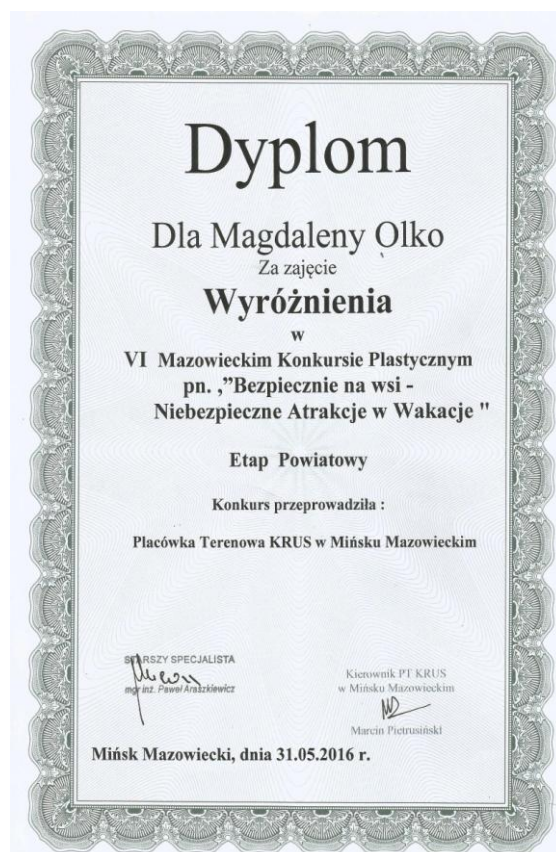 Dyplom
Dla Magdaleny Olko
Za zajęcie
Wyróżnienia
w
VI Mazowieckim Konkursie Plastycznym
pn. ,"Bezpiecznie na wsi -
Niebezpieczne Atrakcje w Wakacje "
Etap Powiatowy
Konkurs przeprowadziła :
Placówka Terenowa KRUS w Mińsku Mazowieckim
STARSZY SPECJALISTA
mgr inż. Paweł Araszkiewicz
Kierownik PT KRUS
w Mińsku Mazowieckim
Marcin Pietrusiński
Mińsk Mazowiecki, dnia 31.05.2016 r.